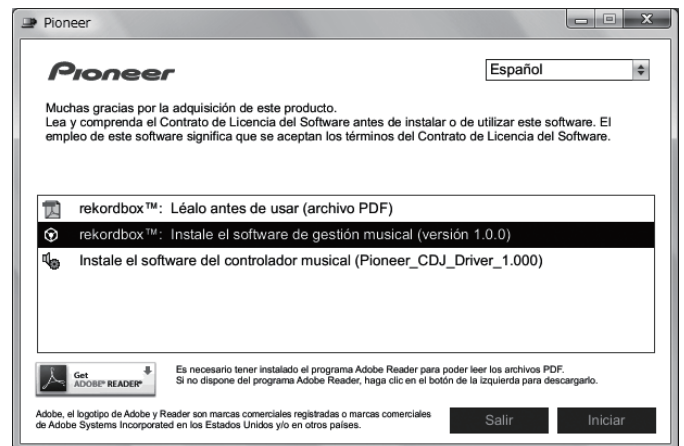 Pioneer
Pioneer
Español
Muchas gracias por la adquisición de este producto.
Lea y comprenda el Contrato de Licencia del Software antes de instalar o de utilizar este software. El
empleo de este software significa que se aceptan los términos del Contrato de Licencia del Software.
rekordbox™: Léalo antes de usar (archivo PDF)
rekordbox™: Instale el software de gestión musical (versión 1.0.0)
Instale el software del controlador musical (Pioneer_CDJ_Driver_1.000)
Get
ADOBE® READER®
Es necesario tener instalado el programa Adobe Reader para poder leer los archivos PDF.
Si no dispone del programa Adobe Reader, haga clic en el botón de la izquierda para descargarlo.
Adobe, el logotipo de Adobe y Reader son marcas comerciales registradas o marcas comerciales
de Adobe Systems Incorporated en los Estados Unidos y/o en otros países.
Salir
Iniciar